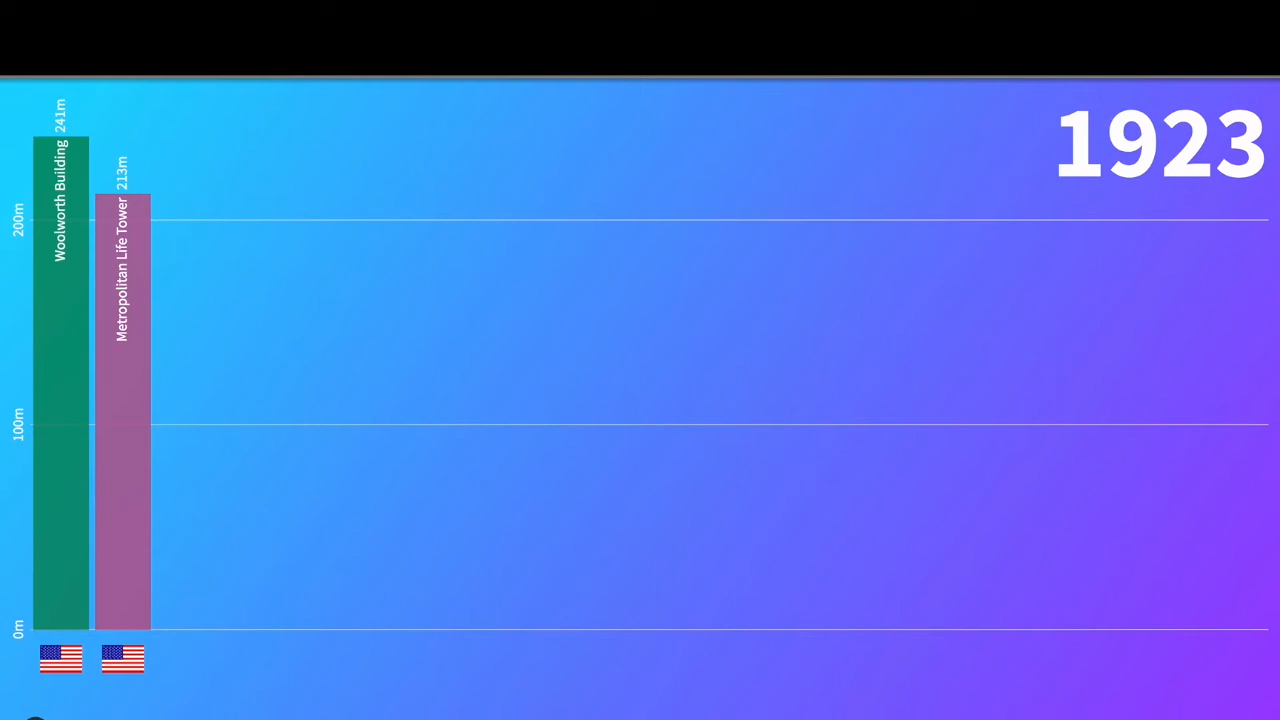 1923
Woolworth Building 241m
Metropolitan Life Tower 213m
200m
100m
0m